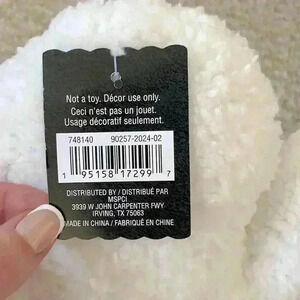 Not a toy. Décor use only.
Ceci n'est pas un jouet.
Usage décoratif seulement.
748140 90257-2024-02
1 95158 17299 7
DISTRIBUTED BY / DISTRIBUÉ PAR
MSPCI
3939 W JOHN CARPENTER FWY
IRVING, TX 75063
MADE IN CHINA / FABRIQUÉ EN CHINE